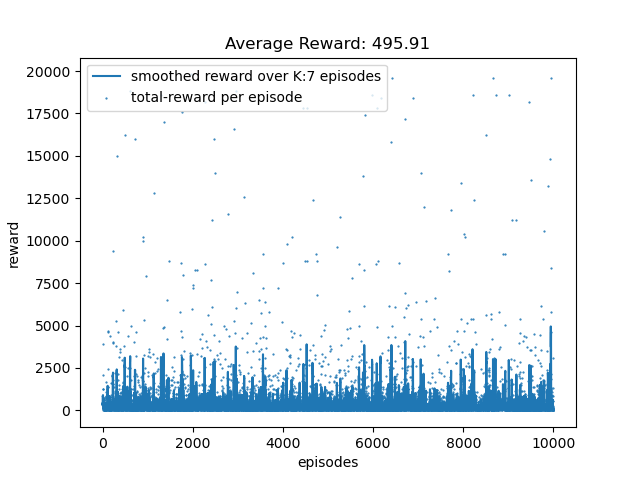 Average Reward: 495.91
smoothed reward over K:7 episodes
total-reward per episode
reward
20000
17500
15000
12500
10000
7500
5000
2500
0
0 2000 4000 6000 8000 10000
episodes